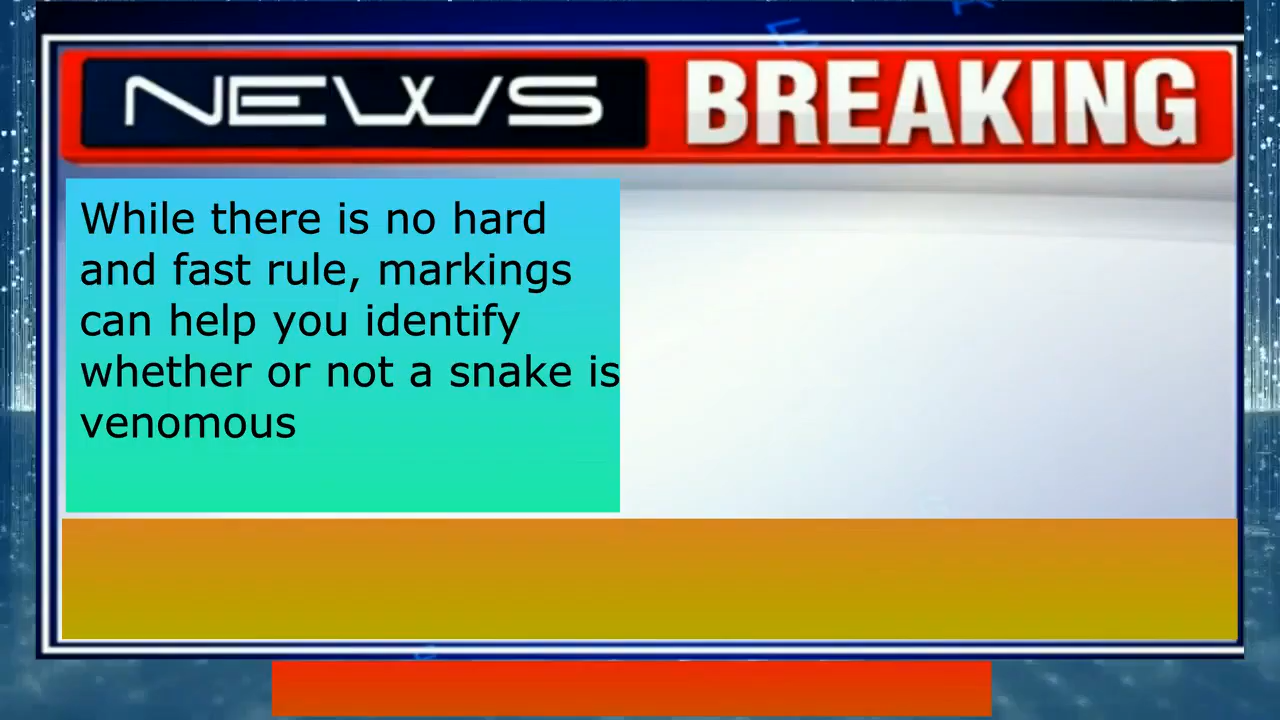 NEWS BREAKING
While there is no hard
and fast rule, markings
can help you identify
whether or not a snake is
venomous